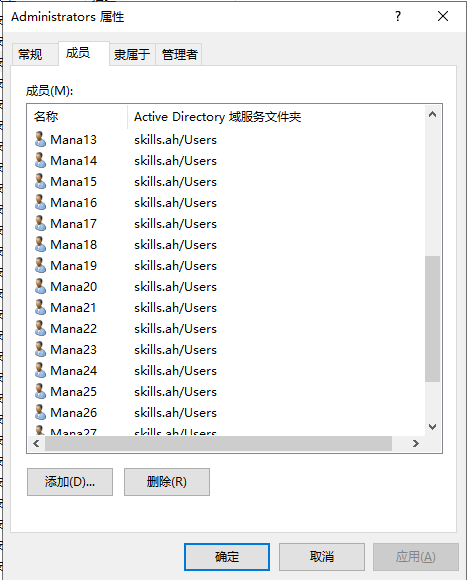 Administrators 属性
? ×
常规 成员 隶属于 管理者
成员(M):
名称 Active Directory 域服务文件夹
Mana13 skills.ah/Users
Mana14 skills.ah/Users
Mana15 skills.ah/Users
Mana16 skills.ah/Users
Mana17 skills.ah/Users
Mana18 skills.ah/Users
Mana19 skills.ah/Users
Mana20 skills.ah/Users
Mana21 skills.ah/Users
Mana22 skills.ah/Users
Mana23 skills.ah/Users
Mana24 skills.ah/Users
Mana25 skills.ah/Users
Mana26 skills.ah/Users
Mana27 skills.ah/Users
添加(D)... 删除(R)
确定 取消 应用(A)